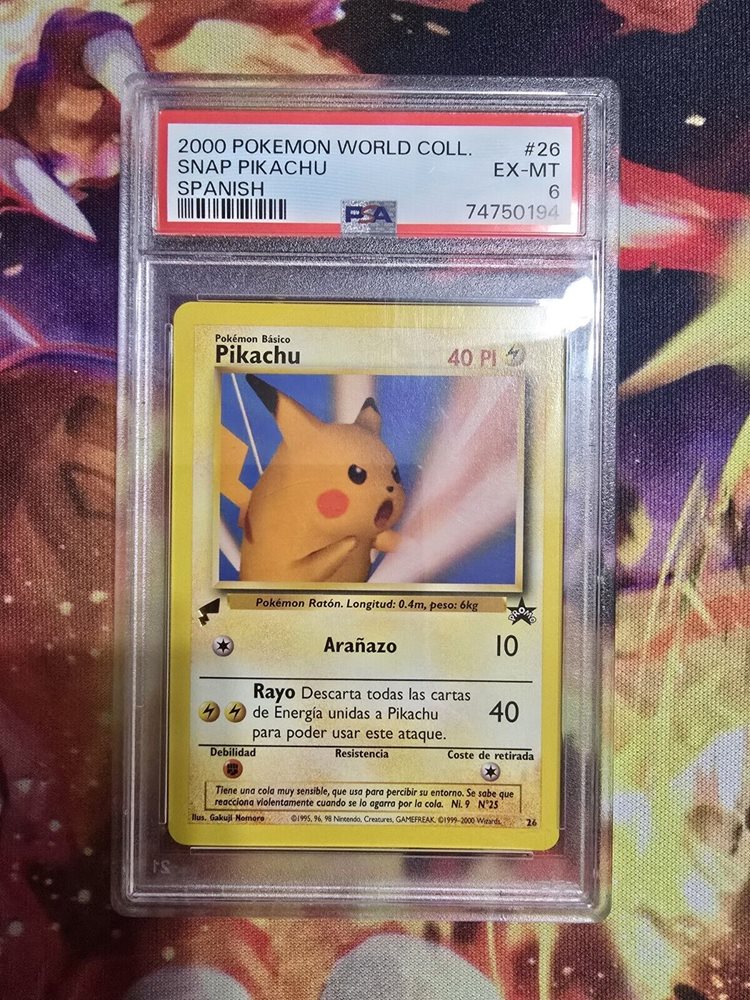 2000 POKEMON WORLD COLL. #26
SNAP PIKACHU EX-MT
SPANISH 6
PSA 74750194
Pokémon Básico
Pikachu 40 PI
Pokémon Ratón. Longitud: 0.4m, peso: 6kg
PROMO
Arañazo 10
Rayo Descarta todas las cartas
de Energía unidas a Pikachu 40
para poder usar este ataque.
Debilidad Resistencia Coste de retirada
Tiene una cola muy sensible, que usa para percibir su entorno. Se sabe que
reacciona violentamente cuando se lo agarra por la cola. Ni. 9 N°25
Ilus. Gakuji Nomoro ©1995, 96, 98 Nintendo, Creatures, GAMEFREAK. ©1999-2000 Wizards. 26